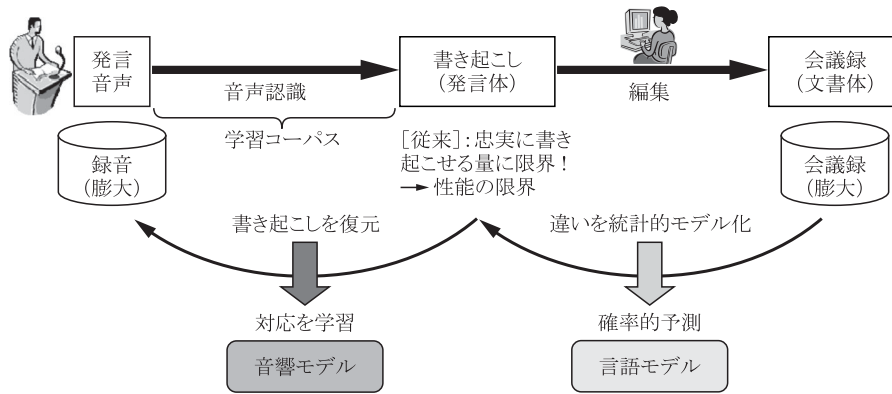 発言
音声
音声認識
書き起こし
(発言体)
編集
会議録
(文書体)
学習コーパス
録音
(膨大)
[従来]:忠実に書き
起こせる量に限界!
→ 性能の限界
会議録
(膨大)
書き起こしを復元
違いを統計的モデル化
対応を学習
確率的予測
音響モデル
言語モデル